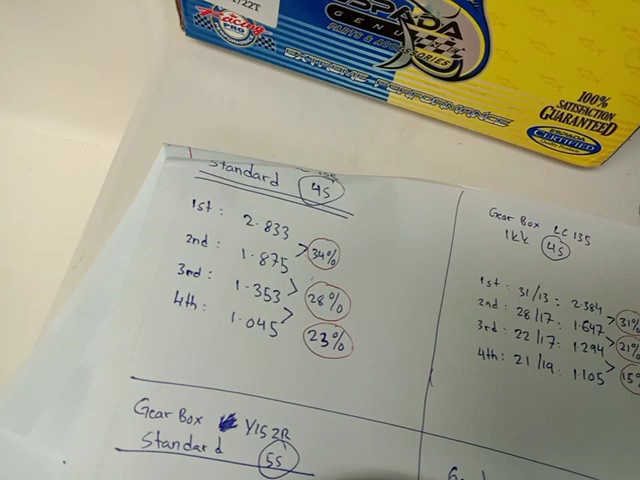 1722T
Racing
PRO
ESPADA
GENU
PARTS & ACCESSORIES
EXTREME PERFORMANCE
100%
SATISFACTION
GUARANTEED
ESPADA
CERTIFIED
Standard 4S
1st: 2.833
2nd: 1.875 > 34%
3rd: 1.353 > 28%
4th: 1.045 > 23%
Gear Box LC 135
1kk 4S
1st: 31/13: 2.384
2nd: 28/17: 1.647 > 31%
3rd: 22/17: 1.294 > 21%
4th: 21/19: 1.105 > 15%
Gear Box Y15ZR
Standard 5S